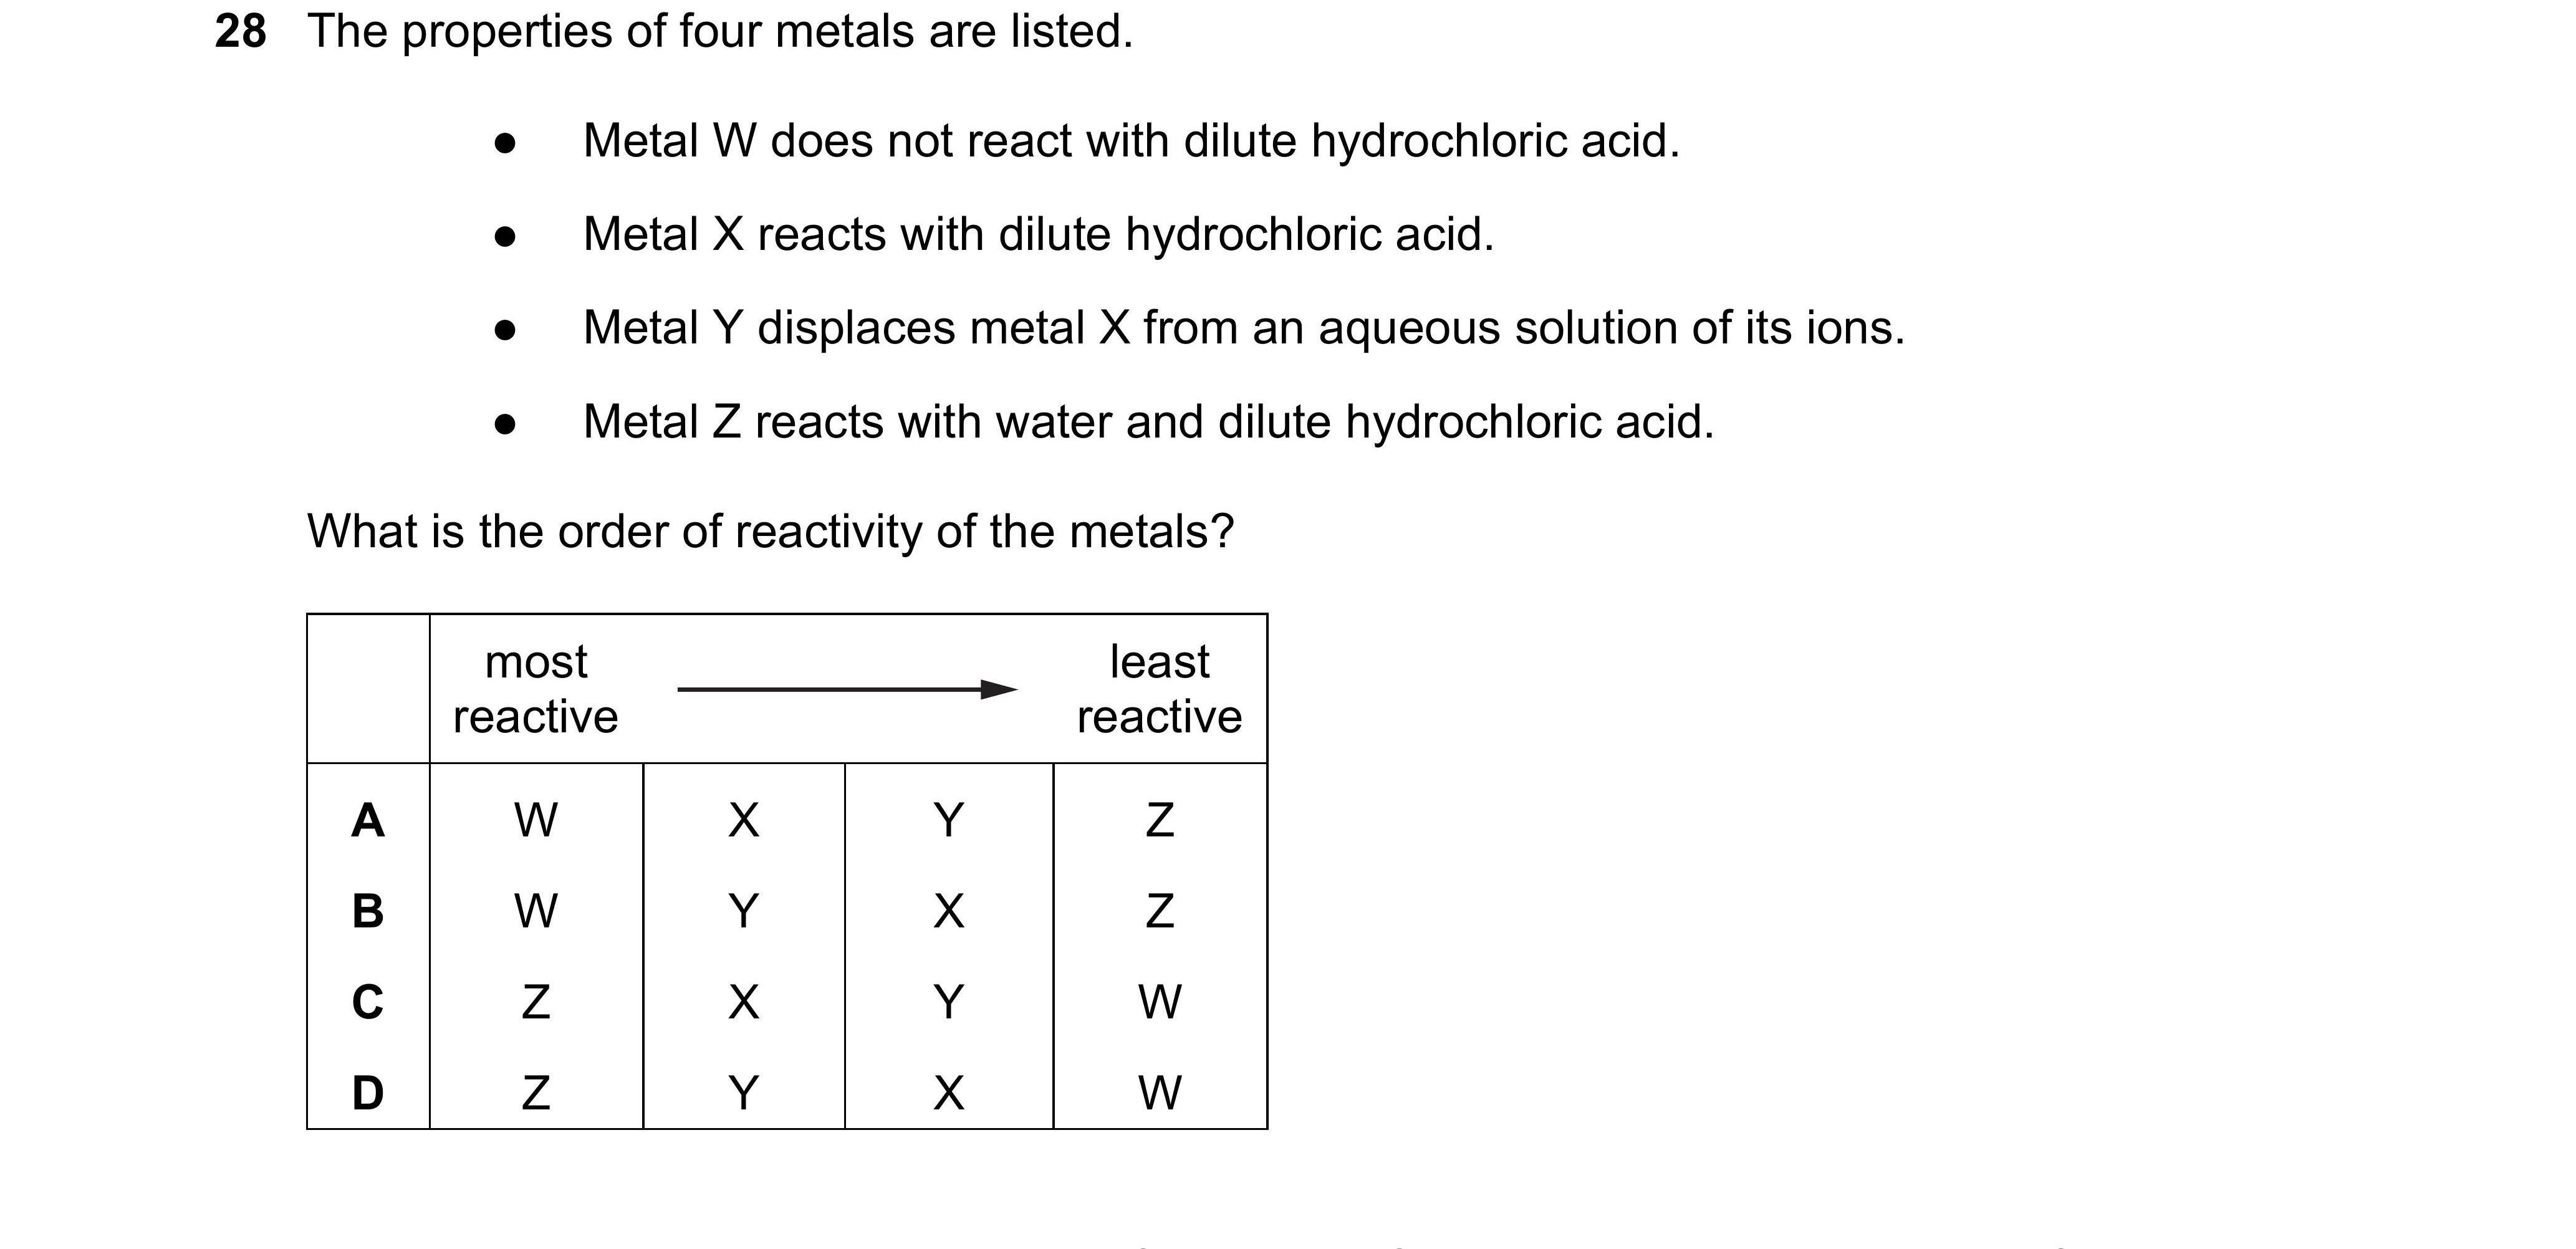 28 The properties of four metals are listed.
● Metal W does not react with dilute hydrochloric acid.
● Metal X reacts with dilute hydrochloric acid.
● Metal Y displaces metal X from an aqueous solution of its ions.
● Metal Z reacts with water and dilute hydrochloric acid.
What is the order of reactivity of the metals?
most least
reactive reactive
A W X Y Z
B W Y X Z
C Z X Y W
D Z Y X W